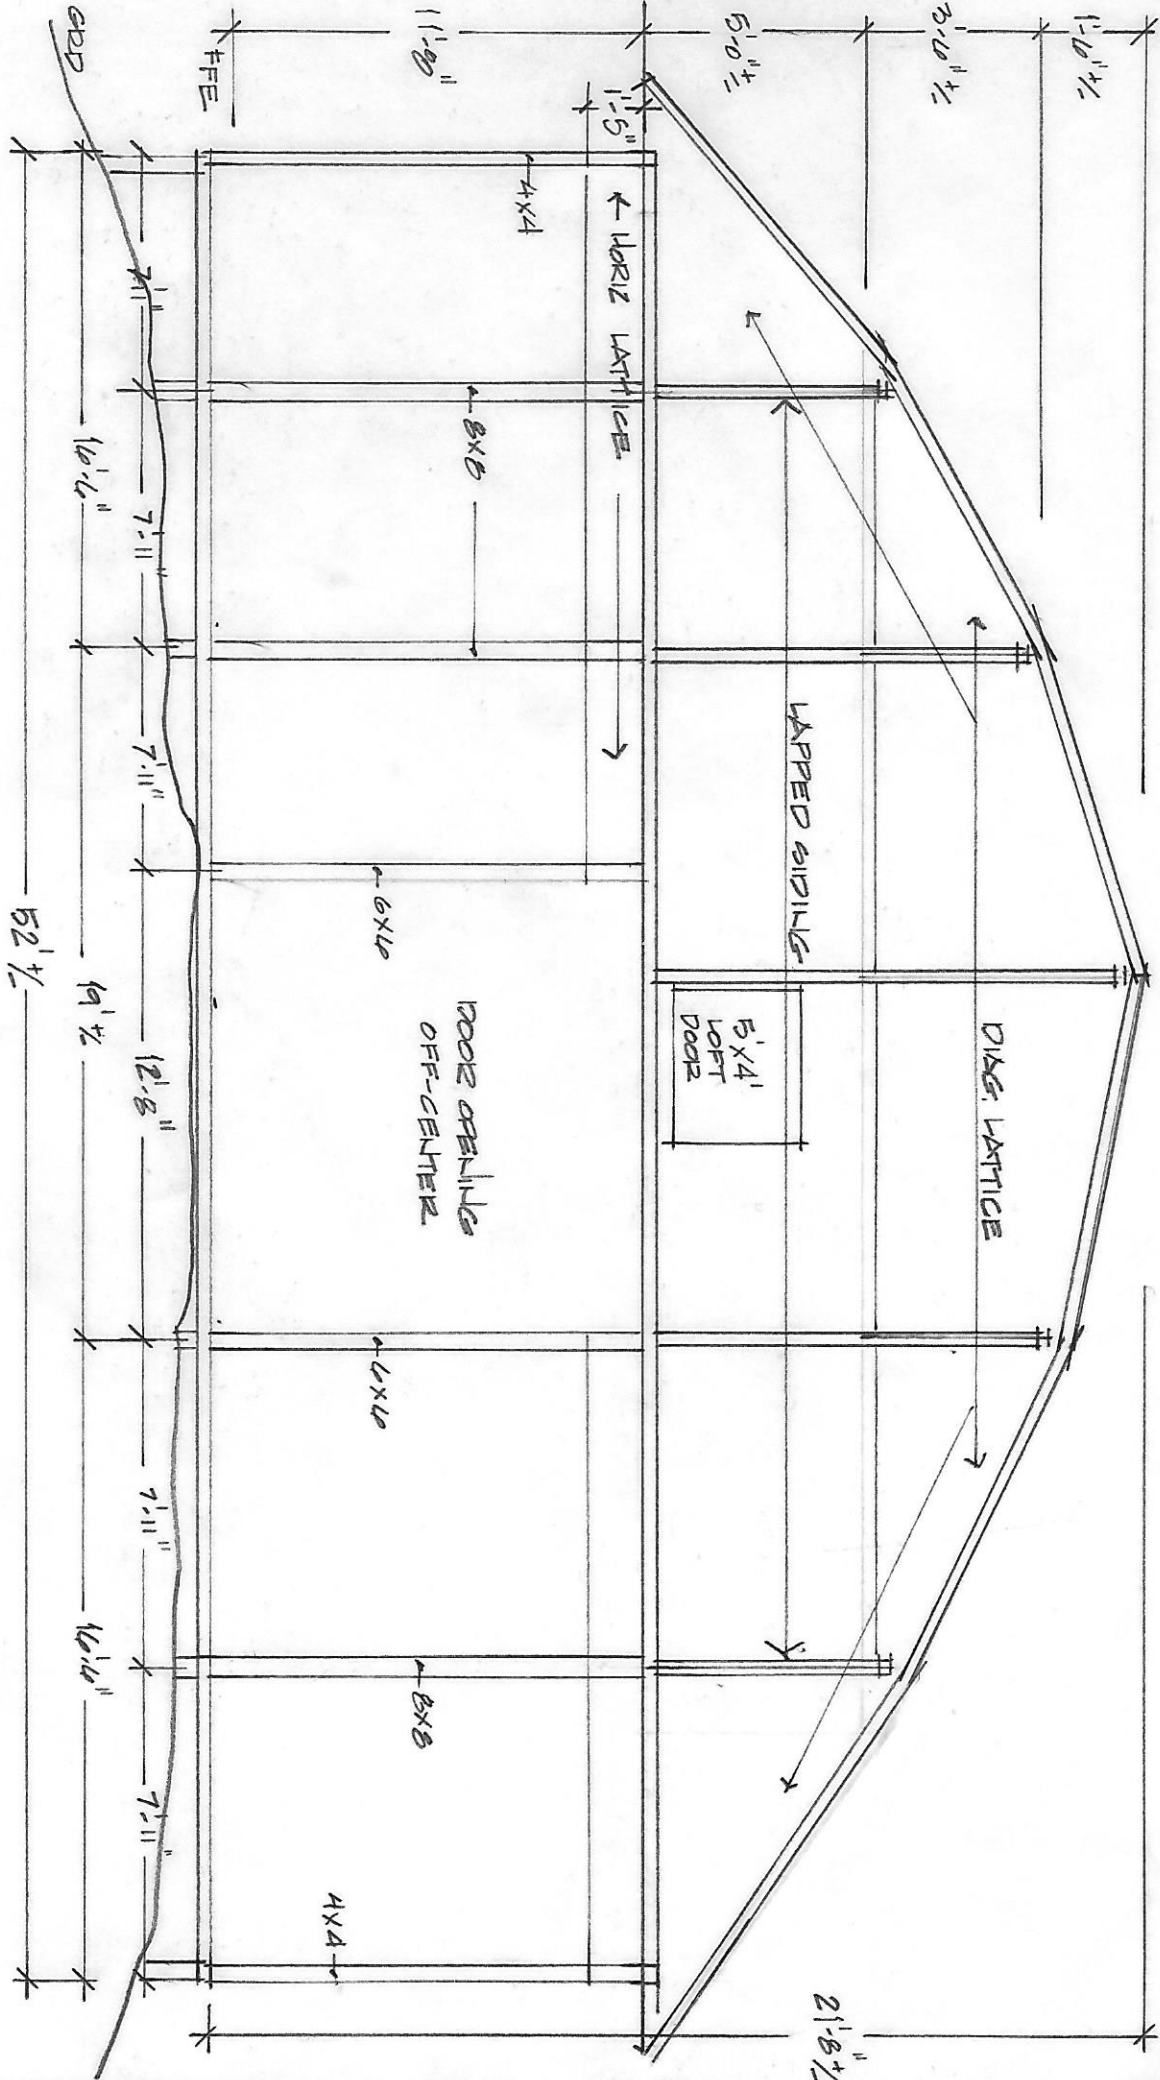 1'-6" +/-
3'-6" +/-
5'-0" +/-
11'-8"
1'-5"
FFE
GRD
DIAG. LATTICE
LAPPED SIDING
5'X4'
LOFT
DOOR
21'-8" +/-
HORIZ LATTICE
4X4
8X8
6X6
DOOR OPENING
OFF-CENTER
6X6
8X8
4X4
7'-11"
7'-11"
7'-11"
12'-8"
7'-11"
7'-11"
16'-6"
19' +/-
16'-6"
52' +/-